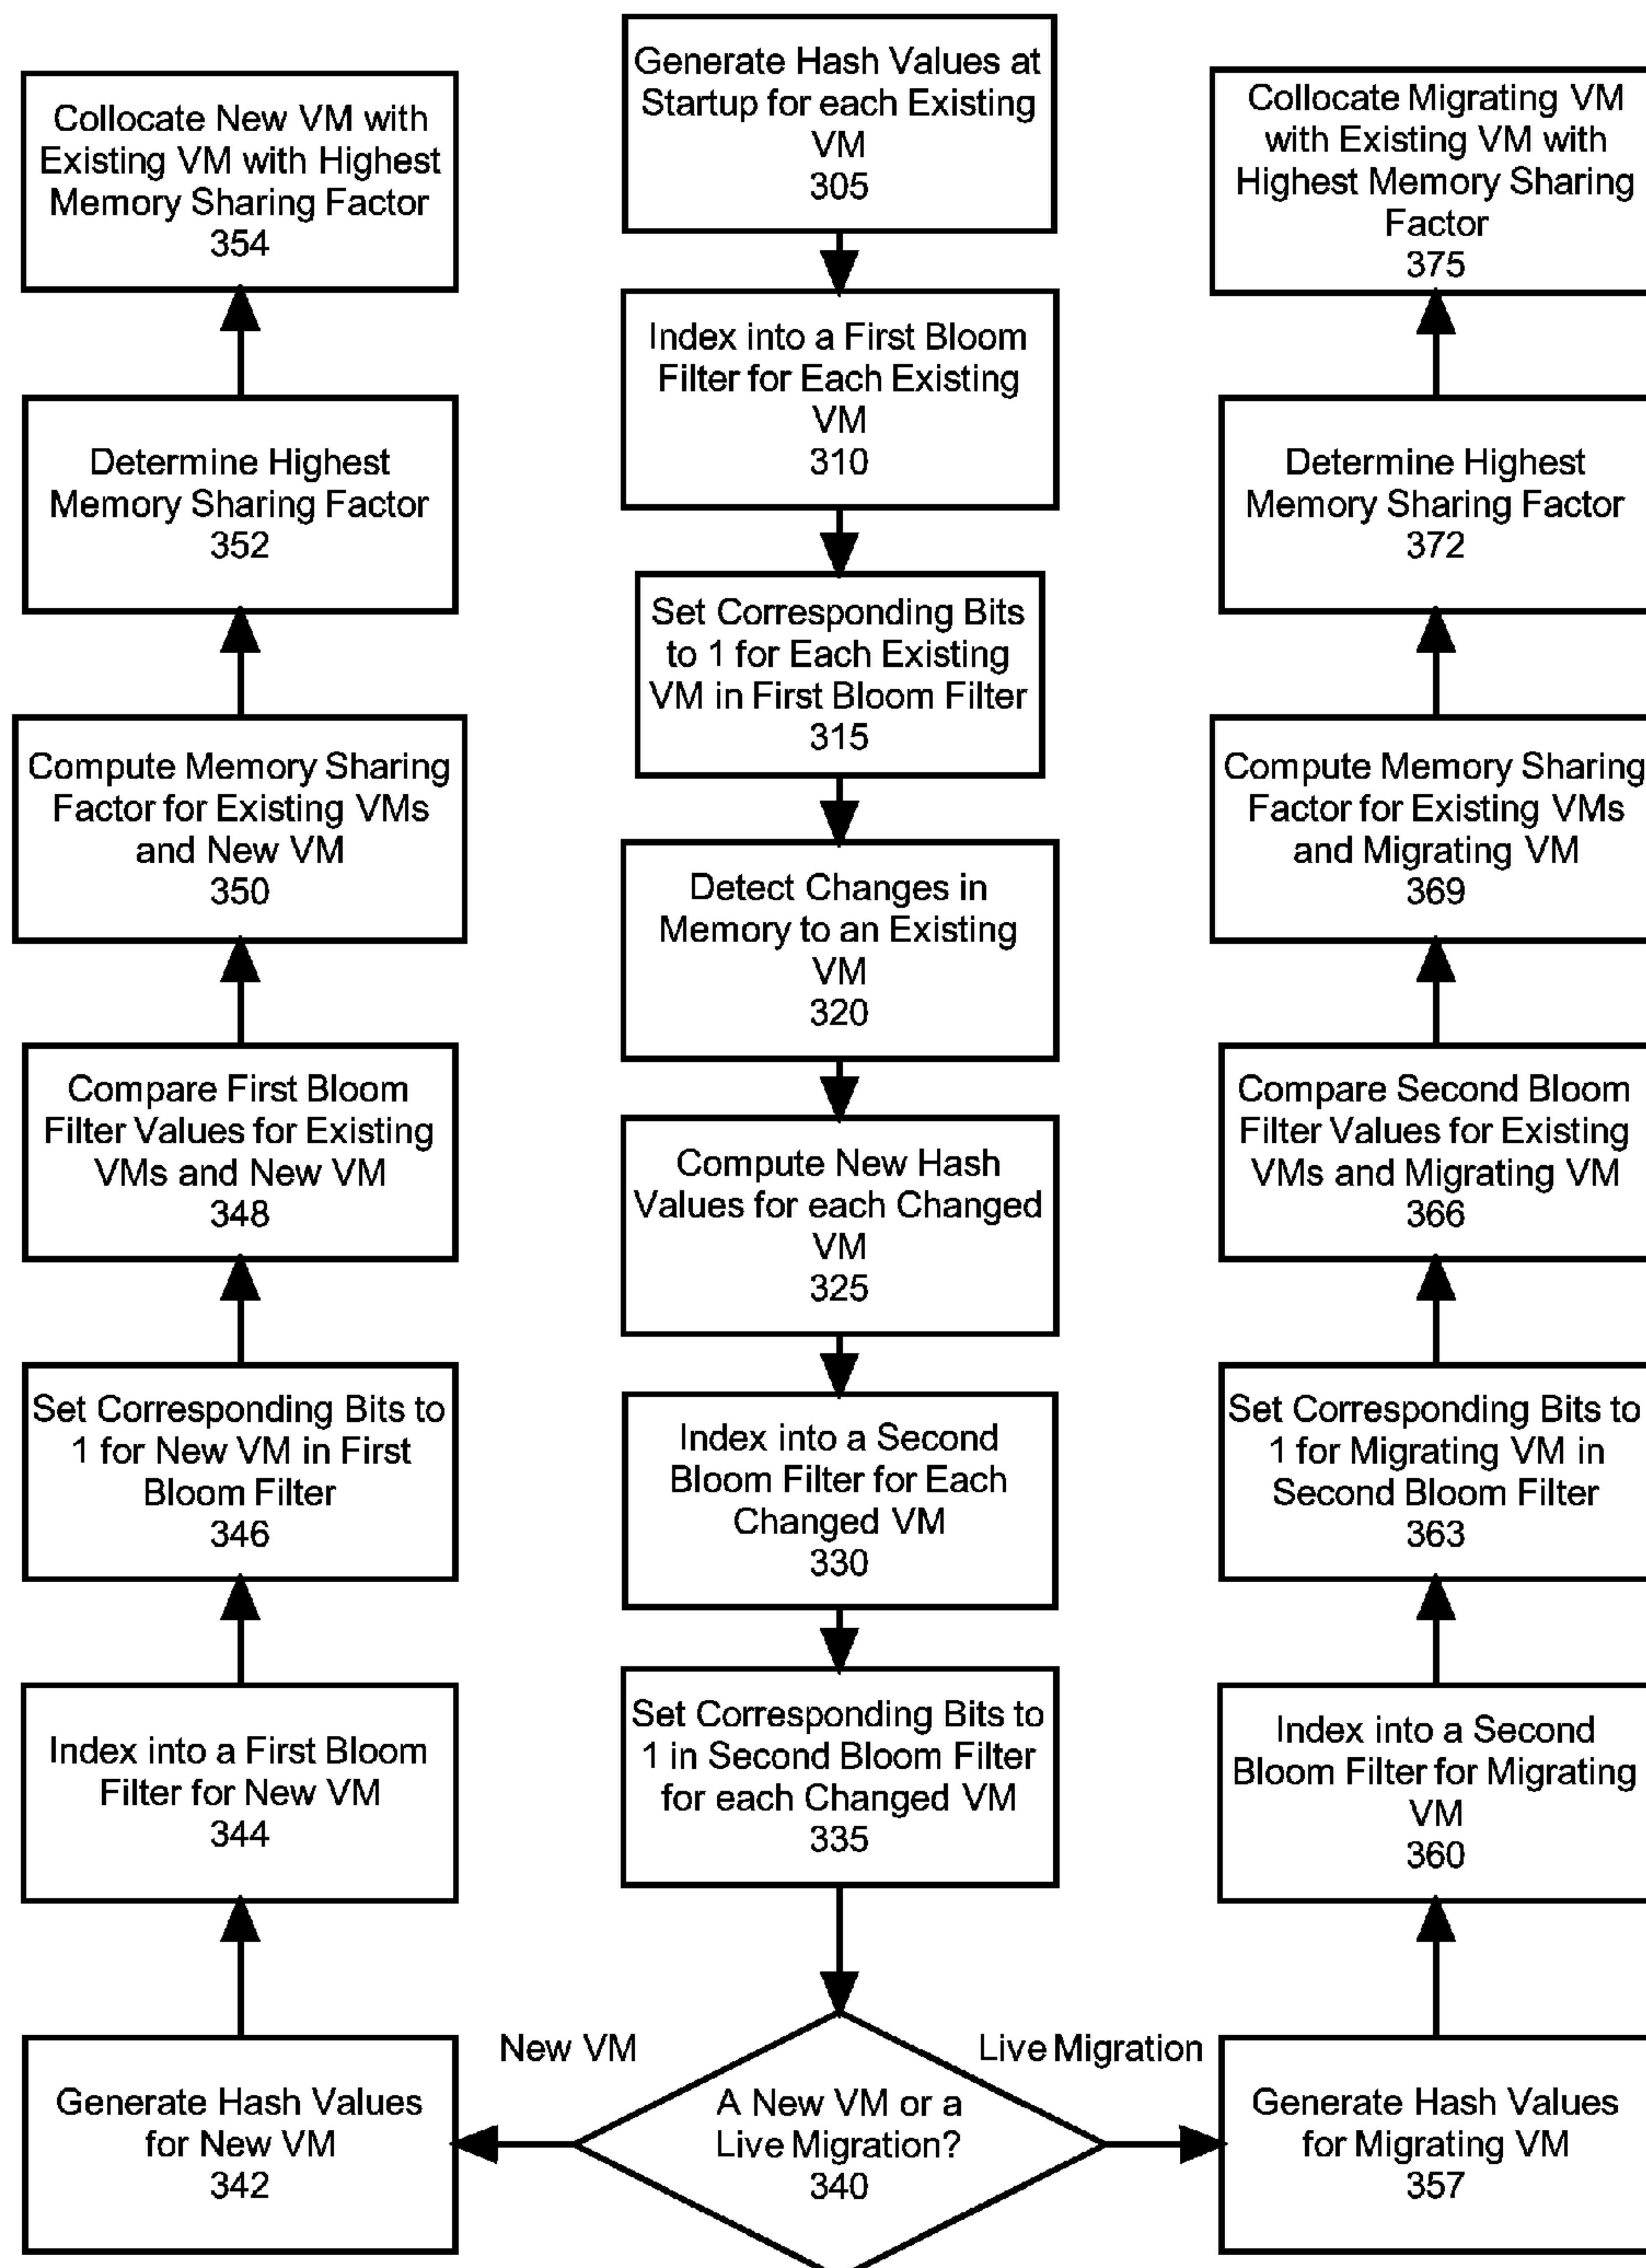 Generate Hash Values at
Startup for each Existing
VM
305
Index into a First Bloom
Filter for Each Existing
VM
310
Set Corresponding Bits
to 1 for Each Existing
VM in First Bloom Filter
315
Detect Changes in
Memory to an Existing
VM
320
Compute New Hash
Values for each Changed
VM
325
Index into a Second
Bloom Filter for Each
Changed VM
330
Set Corresponding Bits to
1 in Second Bloom Filter
for each Changed VM
335
A New VM or a
Live Migration?
340
New VM
Generate Hash Values
for New VM
342
Index into a First Bloom
Filter for New VM
344
Set Corresponding Bits to
1 for New VM in First
Bloom Filter
346
Compare First Bloom
Filter Values for Existing
VMs and New VM
348
Compute Memory Sharing
Factor for Existing VMs
and New VM
350
Determine Highest
Memory Sharing Factor
352
Collocate New VM with
Existing VM with Highest
Memory Sharing Factor
354
Live Migration
Generate Hash Values
for Migrating VM
357
Index into a Second
Bloom Filter for Migrating
VM
360
Set Corresponding Bits to
1 for Migrating VM in
Second Bloom Filter
363
Compare Second Bloom
Filter Values for Existing
VMs and Migrating VM
366
Compute Memory Sharing
Factor for Existing VMs
and Migrating VM
369
Determine Highest
Memory Sharing Factor
372
Collocate Migrating VM
with Existing VM with
Highest Memory Sharing
Factor
375